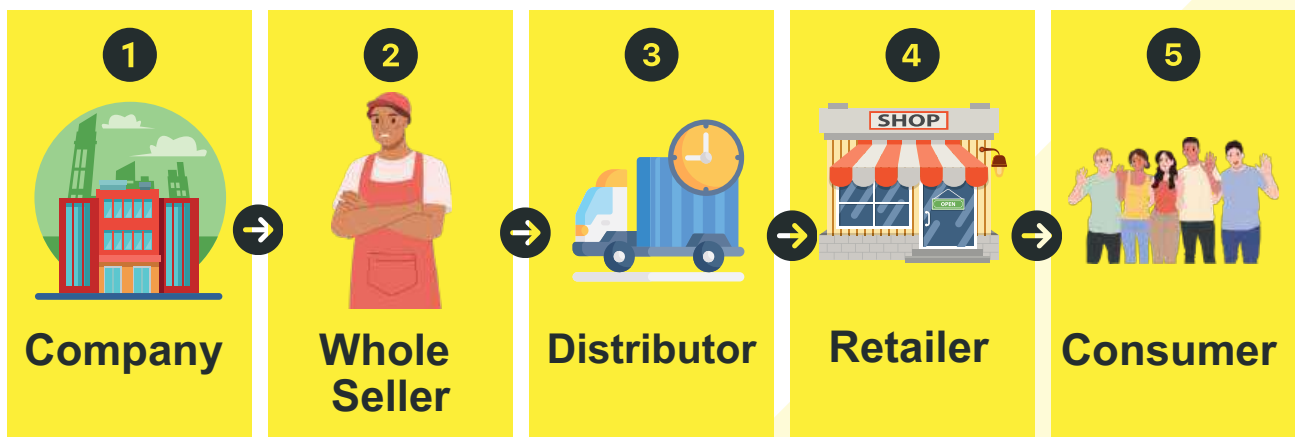 1
2
3
4
5
SHOP
OPEN
Company
Whole
Seller
Distributor
Retailer
Consumer